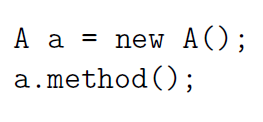 A a = new A();
a.method();